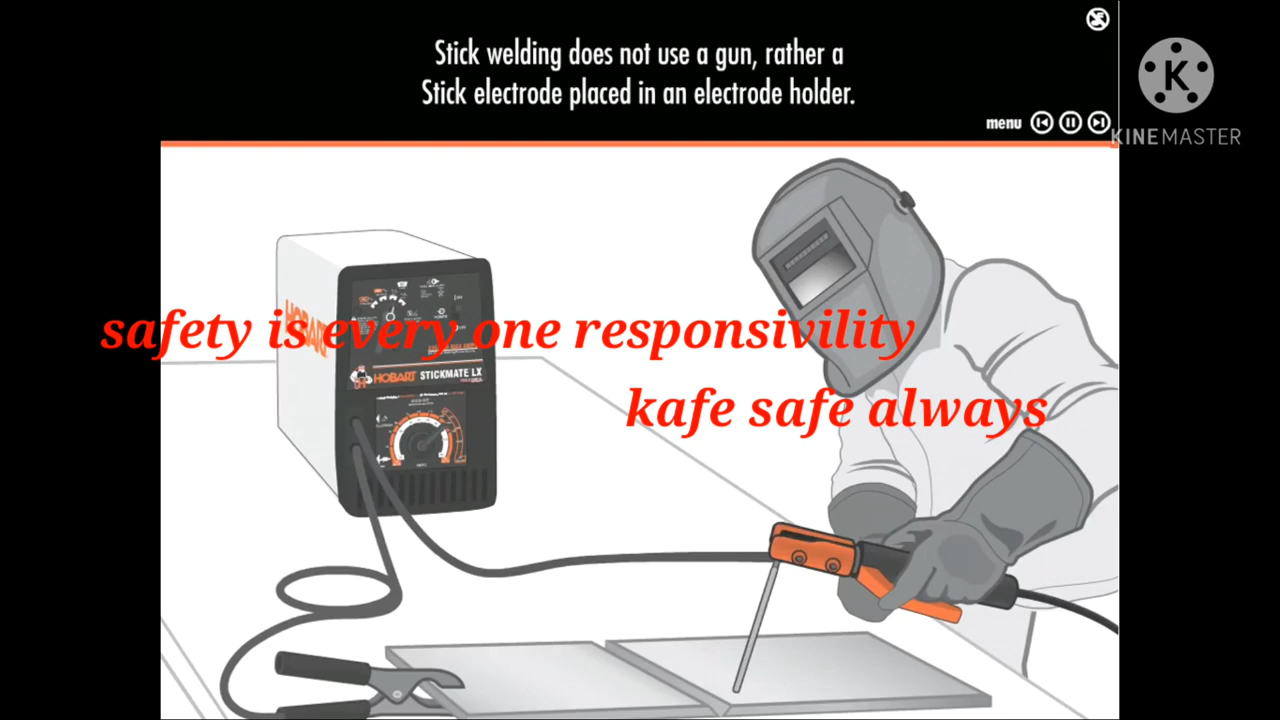 Stick welding does not use a gun, rather a
Stick electrode placed in an electrode holder.
menu
KINEMASTER
HOBART
safety is every one responsivility
HOBART STICKMATE LX
kafe safe always